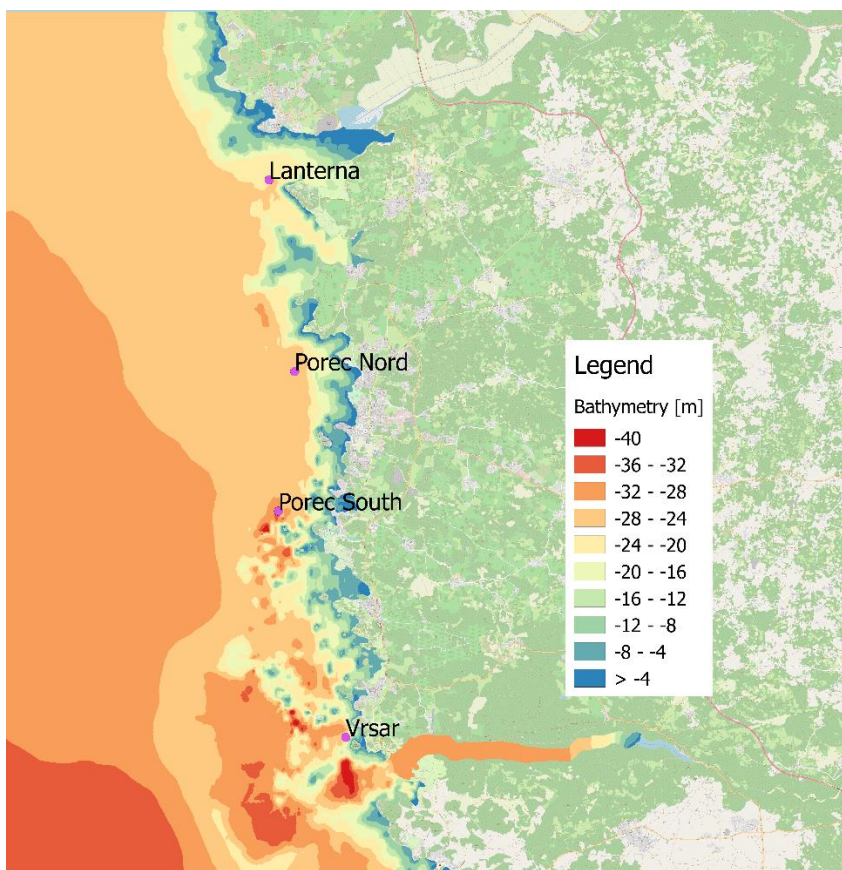 Lanterna
Porec Nord
Porec South
Vrsar
Legend
Bathymetry [m]
-40
-36 - -32
-32 - -28
-28 - -24
-24 - -20
-20 - -16
-16 - -12
-12 - -8
-8 - -4
> -4